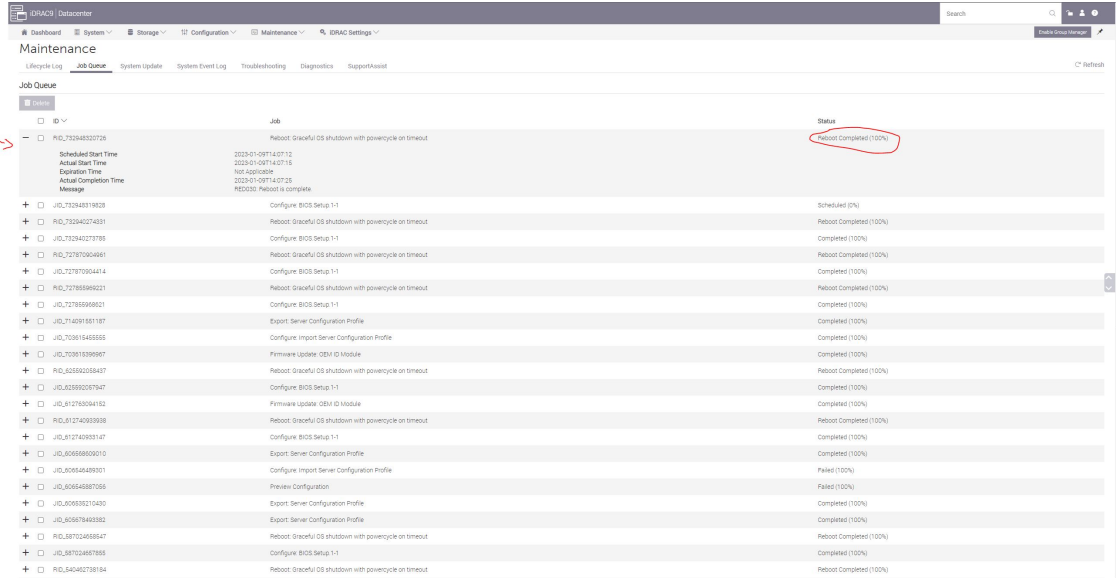 iDRAC9 | Datacenter
Search
Dashboard System Storage Configuration Maintenance iDRAC Settings
Enable Group Manager
Maintenance
Lifecycle Log Job Queue System Update System Event Log Troubleshooting Diagnostics SupportAssist
Refresh
Job Queue
Delete
ID Job Status
RID_732948320726 Reboot: Graceful OS shutdown with powercycle on timeout Reboot Completed (100%)
Scheduled Start Time 2023-01-09T14:07:12
Actual Start Time 2023-01-09T14:07:15
Expiration Time Not Applicable
Actual Completion Time 2023-01-09T14:07:25
Message RED030: Reboot is complete.
JID_732948319828 Configure: BIOS.Setup.1-1 Scheduled (0%)
RID_732940274331 Reboot: Graceful OS shutdown with powercycle on timeout Reboot Completed (100%)
JID_732940273785 Configure: BIOS.Setup.1-1 Completed (100%)
RID_727870904961 Reboot: Graceful OS shutdown with powercycle on timeout Reboot Completed (100%)
JID_727870904414 Configure: BIOS.Setup.1-1 Completed (100%)
RID_727855969221 Reboot: Graceful OS shutdown with powercycle on timeout Reboot Completed (100%)
JID_727855968621 Configure: BIOS.Setup.1-1 Completed (100%)
JID_714091551187 Export: Server Configuration Profile Completed (100%)
JID_703615455555 Configure: Import Server Configuration Profile Completed (100%)
JID_703615396967 Firmware Update: OEM ID Module Completed (100%)
RID_625592058437 Reboot: Graceful OS shutdown with powercycle on timeout Reboot Completed (100%)
JID_625592057947 Configure: BIOS.Setup.1-1 Completed (100%)
JID_612763094152 Firmware Update: OEM ID Module Completed (100%)
RID_612740933938 Reboot: Graceful OS shutdown with powercycle on timeout Reboot Completed (100%)
JID_612740933147 Configure: BIOS.Setup.1-1 Completed (100%)
JID_606568609010 Export: Server Configuration Profile Completed (100%)
JID_606546489301 Configure: Import Server Configuration Profile Failed (100%)
JID_606545887056 Preview Configuration Failed (100%)
JID_606535210430 Export: Server Configuration Profile Completed (100%)
JID_605678493382 Export: Server Configuration Profile Completed (100%)
RID_587024658547 Reboot: Graceful OS shutdown with powercycle on timeout Reboot Completed (100%)
JID_587024657855 Configure: BIOS.Setup.1-1 Completed (100%)
RID_540462738184 Reboot: Graceful OS shutdown with powercycle on timeout Reboot Completed (100%)